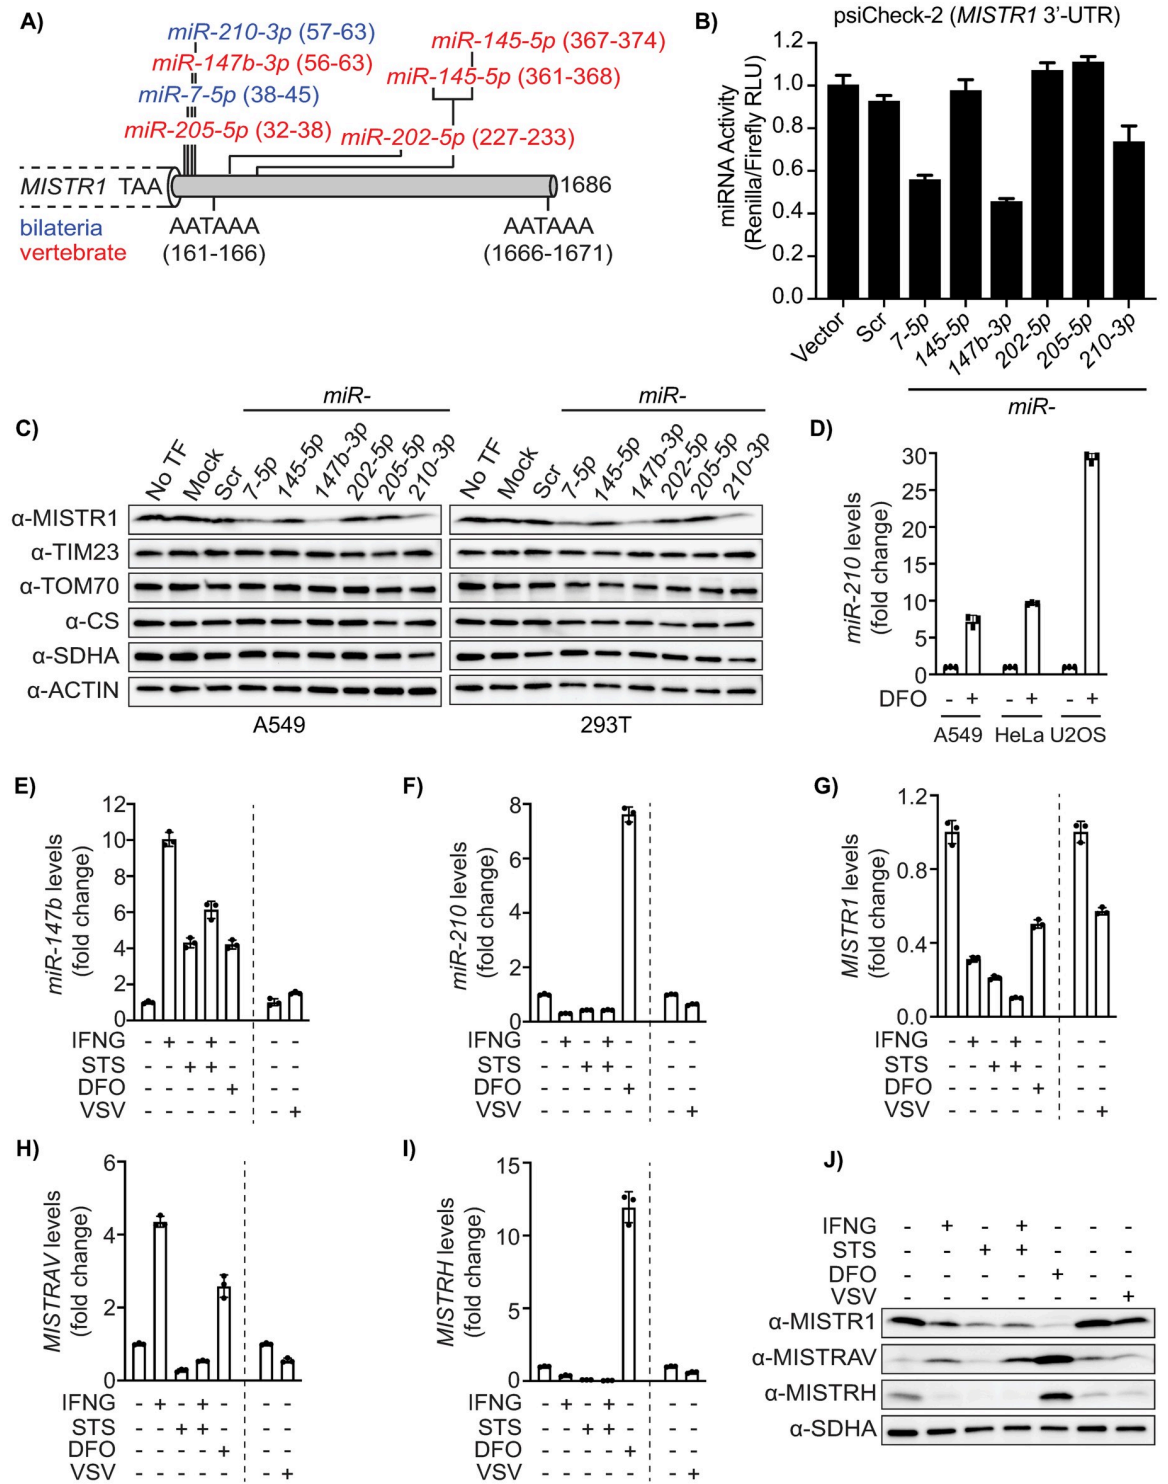 A)
miR-210-3p (57-63)
miR-147b-3p (56-63)
miR-7-5p (38-45)
miR-205-5p (32-38)
miR-145-5p (367-374)
miR-145-5p (361-368)
miR-202-5p (227-233)
MISTR1 TAA
1686
bilateria
vertebrate
AATAAA
(161-166)
AATAAA
(1666-1671)
B)
psiCheck-2 (MISTR1 3'-UTR)
miRNA Activity
(Renilla/Firefly RLU)
1.2
1.0
0.8
0.6
0.4
0.2
0.0
Vector
Scr
7-5p
145-5p
147b-3p
202-5p
205-5p
210-3p
miR-
C)
miR-
miR-
No TF
Mock
Scr
7-5p
145-5p
147b-3p
202-5p
205-5p
210-3p
No TF
Mock
Scr
7-5p
145-5p
147b-3p
202-5p
205-5p
210-3p
α-MISTR1
α-TIM23
α-TOM70
α-CS
α-SDHA
α-ACTIN
A549
293T
D)
miR-210 levels
(fold change)
30
25
20
15
10
5
0
DFO - + - + - +
A549 HeLa U2OS
E)
miR-147b levels
(fold change)
12
10
8
6
4
2
0
IFNG - + - + - - -
STS - - + + - - -
DFO - - - - + - -
VSV - - - - - - +
F)
miR-210 levels
(fold change)
8
6
4
2
0
IFNG - + - + - - -
STS - - + + - - -
DFO - - - - + - -
VSV - - - - - - +
G)
MISTR1 levels
(fold change)
1.2
0.8
0.4
0.0
IFNG - + - + - - -
STS - - + + - - -
DFO - - - - + - -
VSV - - - - - - +
H)
MISTRAV levels
(fold change)
6
4
2
0
IFNG - + - + - - -
STS - - + + - - -
DFO - - - - + - -
VSV - - - - - - +
I)
MISTRH levels
(fold change)
15
10
5
0
IFNG - + - + - - -
STS - - + + - - -
DFO - - - - + - -
VSV - - - - - - +
J)
IFNG - + - + - - -
STS - - + + - - -
DFO - - - - + - -
VSV - - - - - - +
α-MISTR1
α-MISTRAV
α-MISTRH
α-SDHA